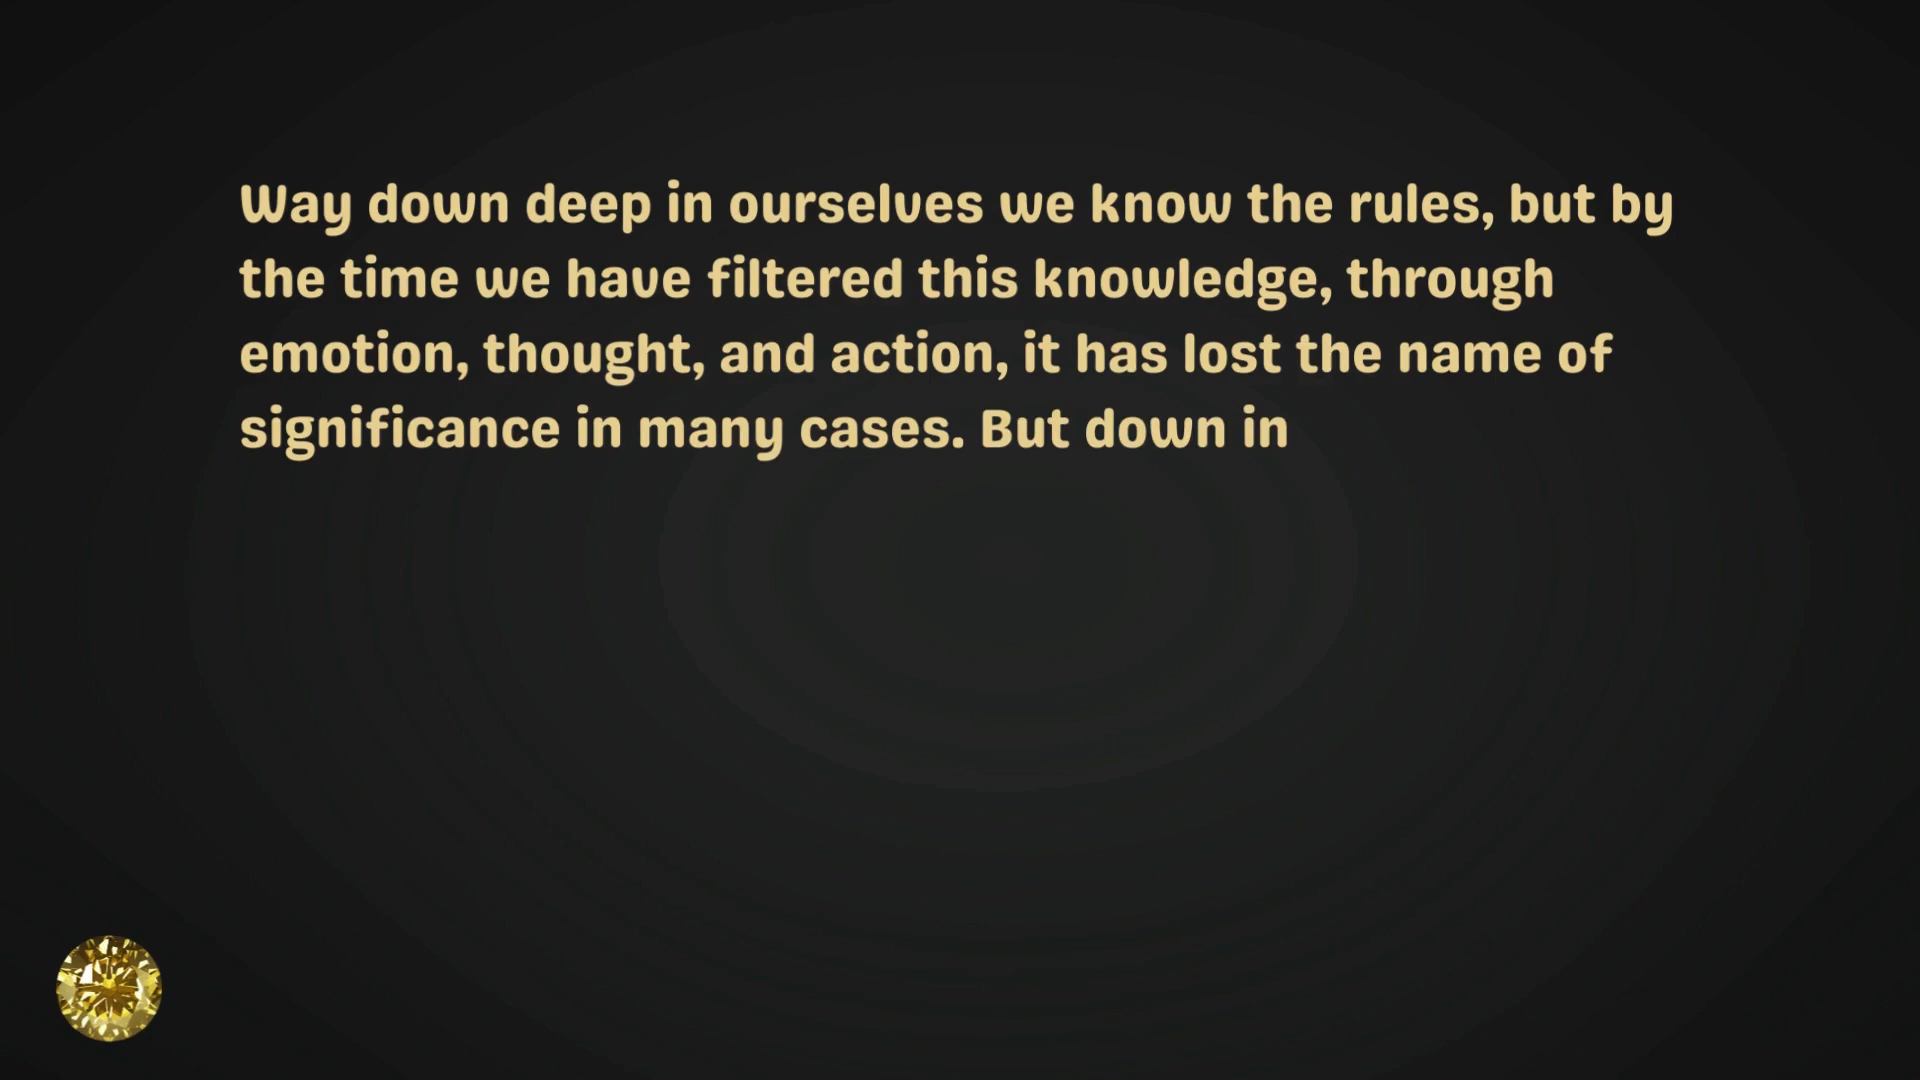 Way down deep in ourselves we know the rules, but by
the time we have filtered this knowledge, through
emotion, thought, and action, it has lost the name of
significance in many cases. But down in